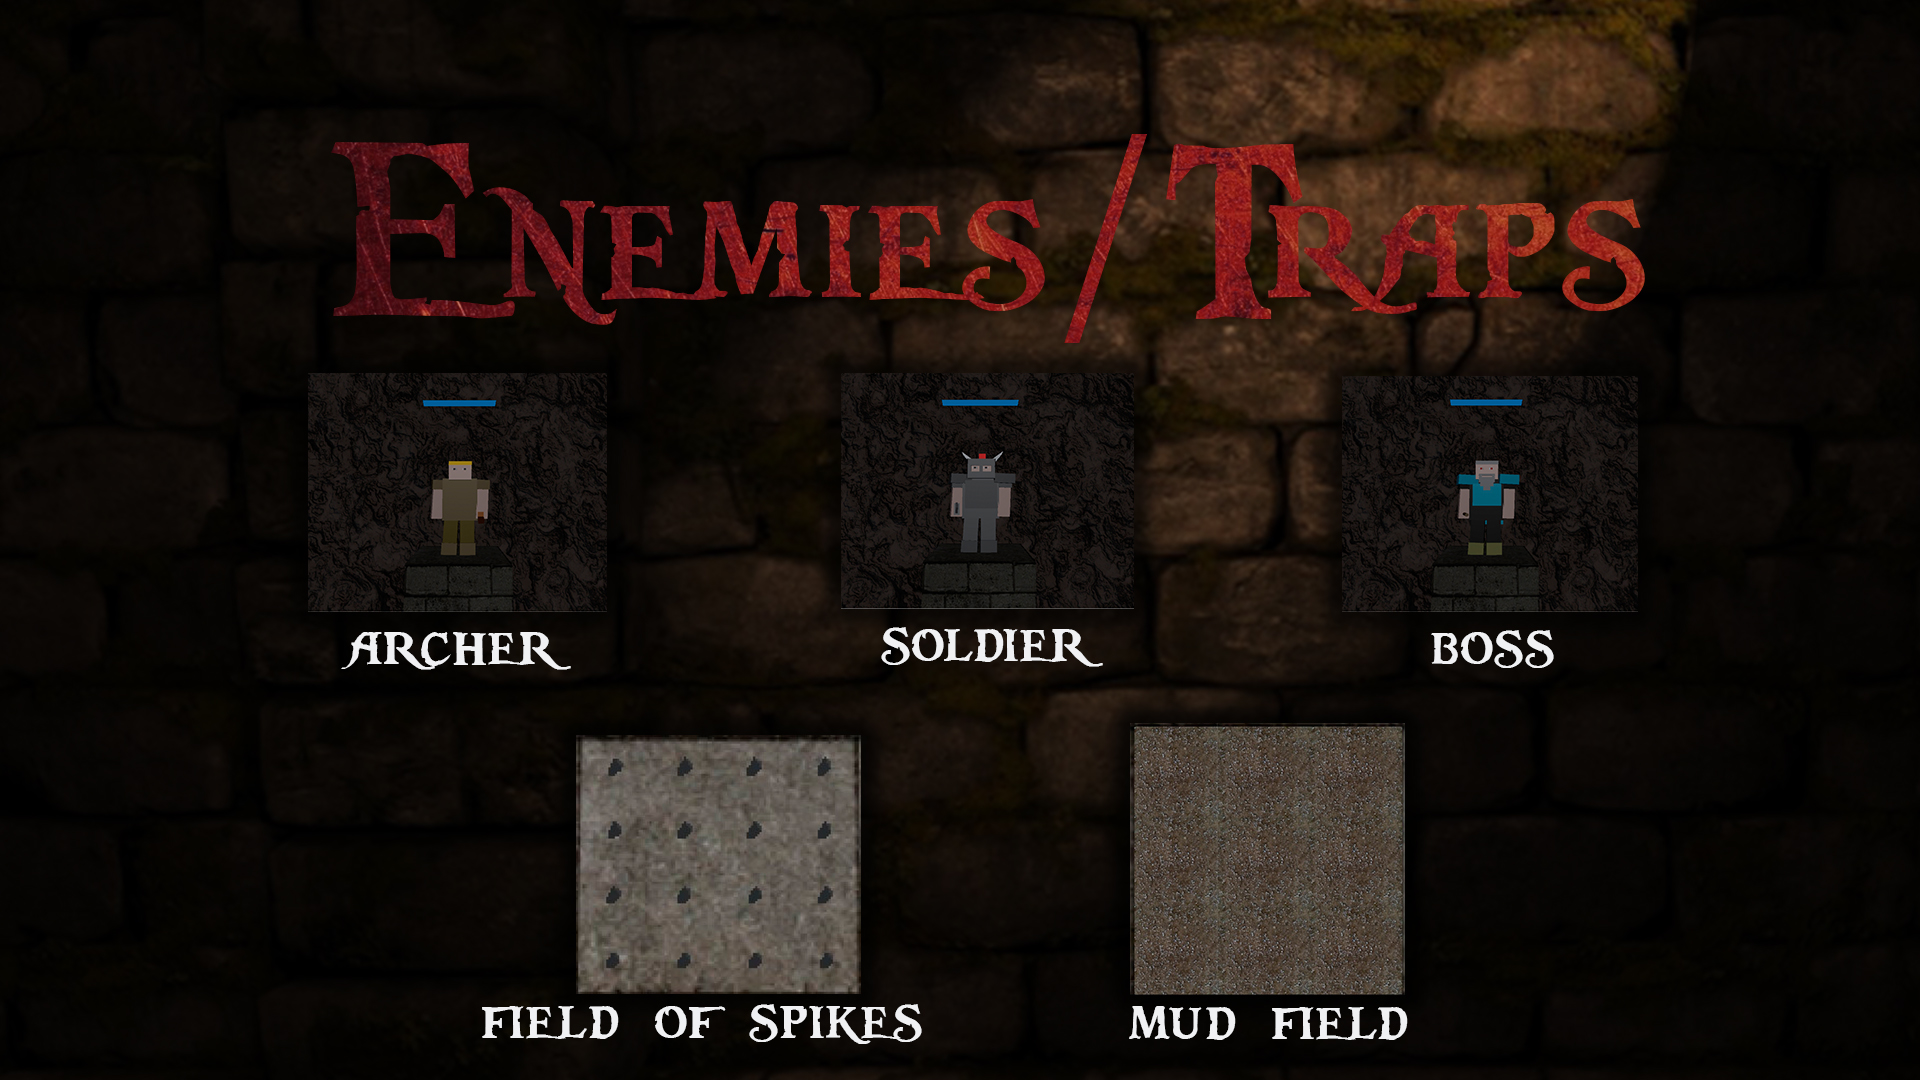 ENEMIES/TRAPS
ARCHER
SOLDIER
BOSS
FIELD OF SPIKES
MUD FIELD